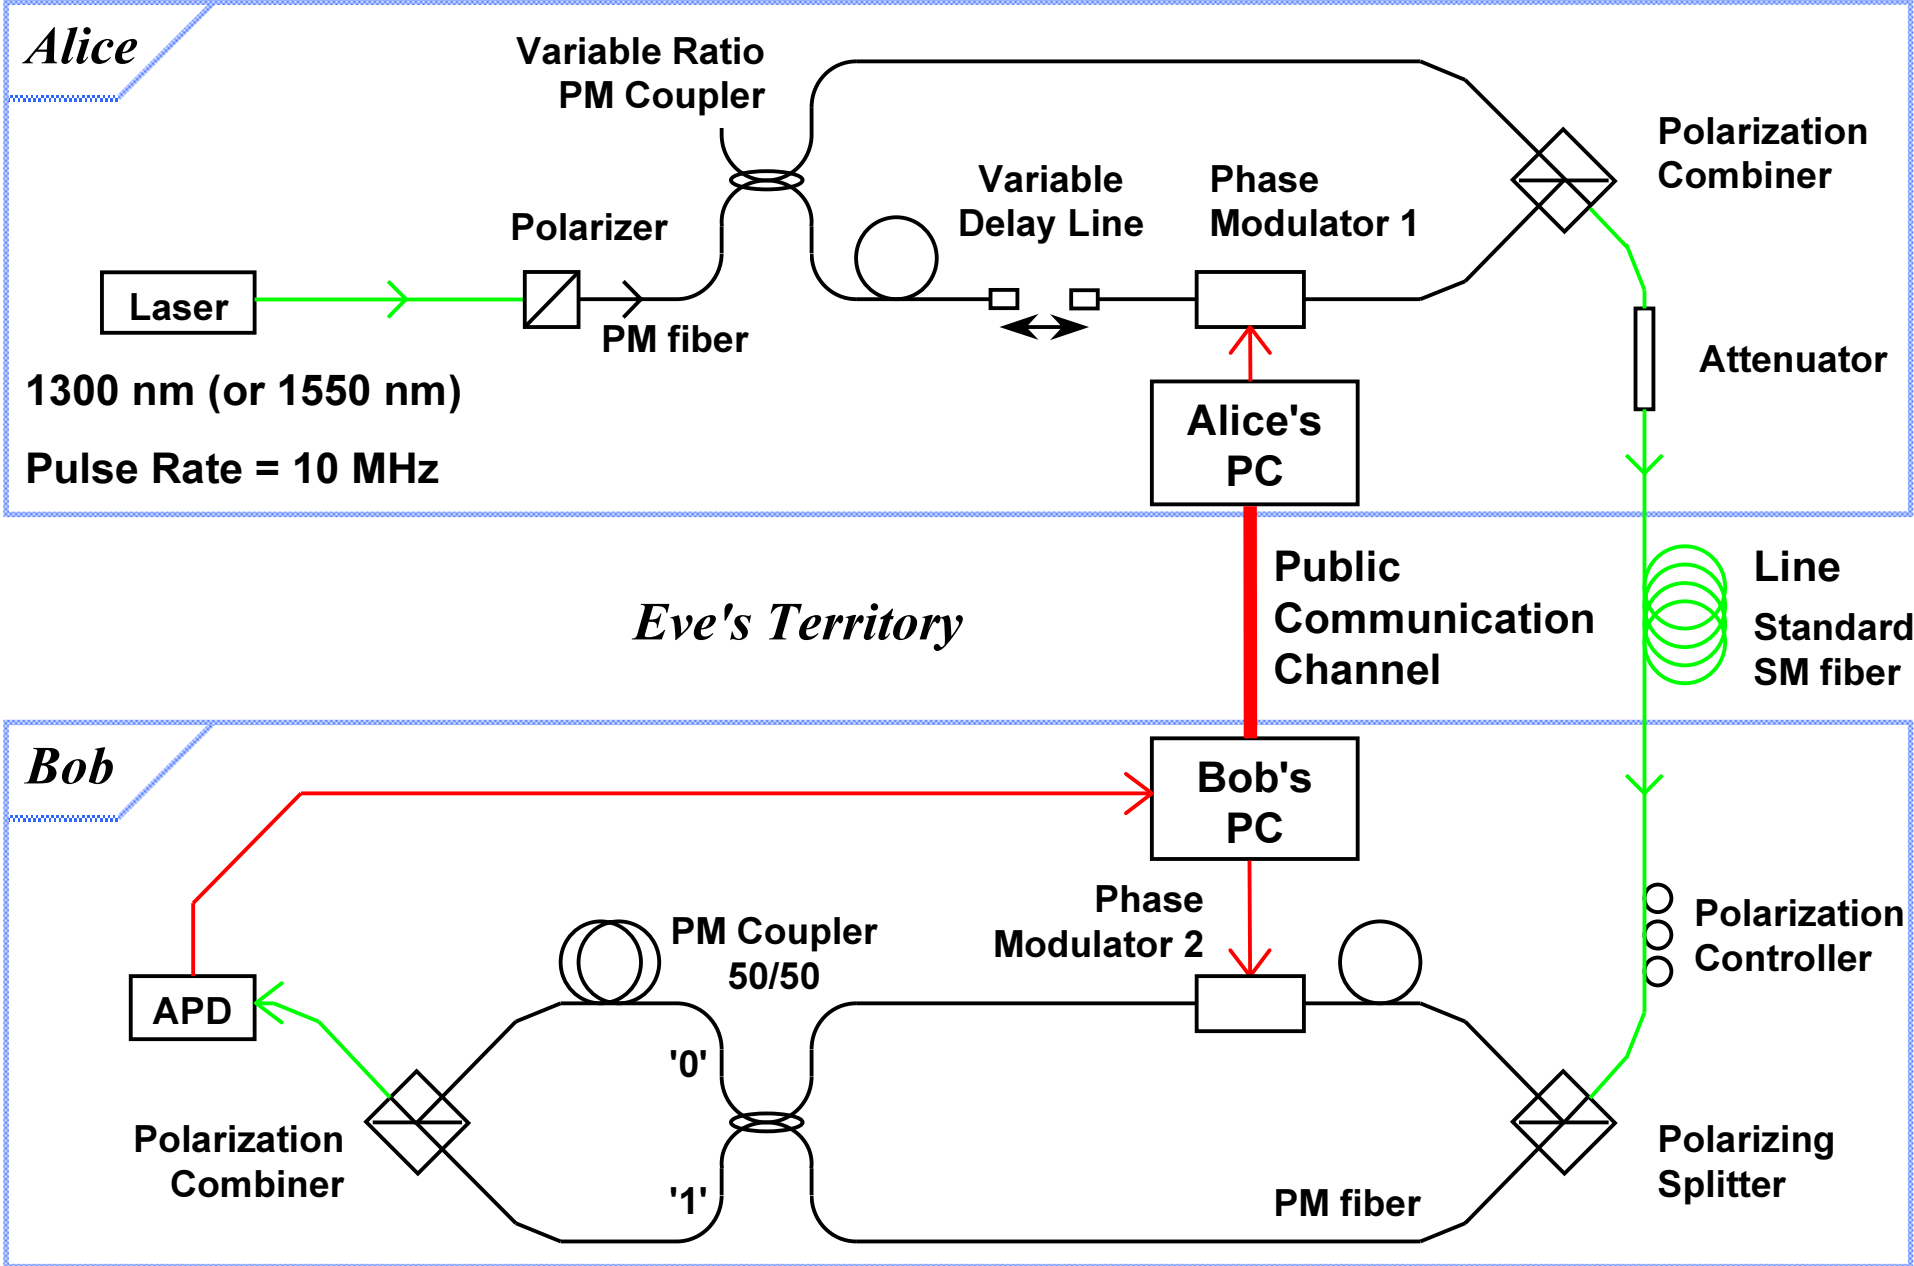 Alice
Variable Ratio
PM Coupler
Polarization
Combiner
Variable
Delay Line
Phase
Modulator 1
Polarizer
Laser
PM fiber
Attenuator
1300 nm (or 1550 nm)
Pulse Rate = 10 MHz
Alice's
PC
Eve's Territory
Public
Communication
Channel
Line
Standard
SM fiber
Bob
Bob's
PC
Phase
Modulator 2
PM Coupler
50/50
Polarization
Controller
APD
'0'
'1'
Polarization
Combiner
PM fiber
Polarizing
Splitter